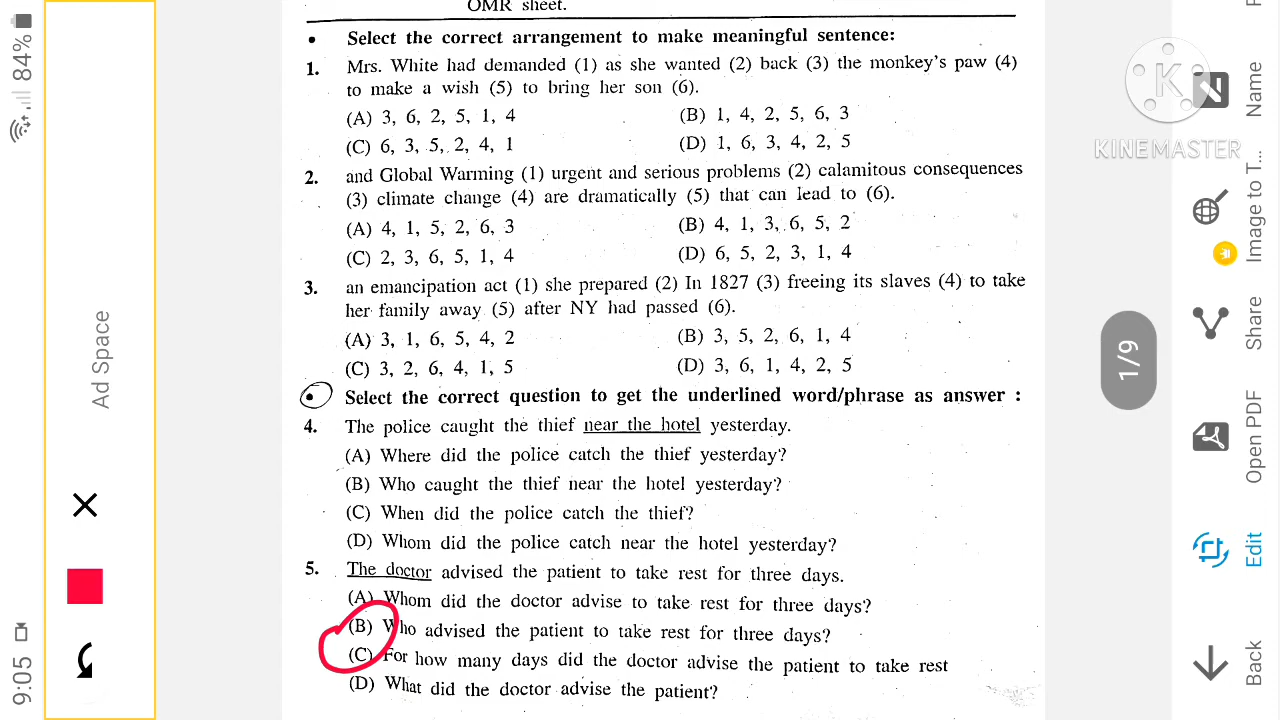 OMR sheet.
• Select the correct arrangement to make meaningful sentence:
1. Mrs. White had demanded (1) as she wanted (2) back (3) the monkey's paw (4)
to make a wish (5) to bring her son (6).
(A) 3, 6, 2, 5, 1, 4 (B) 1, 4, 2, 5, 6, 3
(C) 6, 3, 5, 2, 4, 1 (D) 1, 6, 3, 4, 2, 5
2. and Global Warming (1) urgent and serious problems (2) calamitous consequences
(3) climate change (4) are dramatically (5) that can lead to (6).
(A) 4, 1, 5, 2, 6, 3 (B) 4, 1, 3, 6, 5, 2
(C) 2, 3, 6, 5, 1, 4 (D) 6, 5, 2, 3, 1, 4
3. an emancipation act (1) she prepared (2) In 1827 (3) freeing its slaves (4) to take
her family away (5) after NY had passed (6).
(A) 3, 1, 6, 5, 4, 2 (B) 3, 5, 2, 6, 1, 4
(C) 3, 2, 6, 4, 1, 5 (D) 3, 6, 1, 4, 2, 5
• Select the correct question to get the underlined word/phrase as answer :
4. The police caught the thief near the hotel yesterday.
(A) Where did the police catch the thief yesterday?
(B) Who caught the thief near the hotel yesterday?
(C) When did the police catch the thief?
(D) Whom did the police catch near the hotel yesterday?
5. The doctor advised the patient to take rest for three days.
(A) Whom did the doctor advise to take rest for three days?
(B) Who advised the patient to take rest for three days?
(C) For how many days did the doctor advise the patient to take rest
(D) What did the doctor advise the patient?
84%
9:05
Ad Space
K
KINEMASTER
1/9
Name
Image to T...
Share
Open PDF
Edit
Back